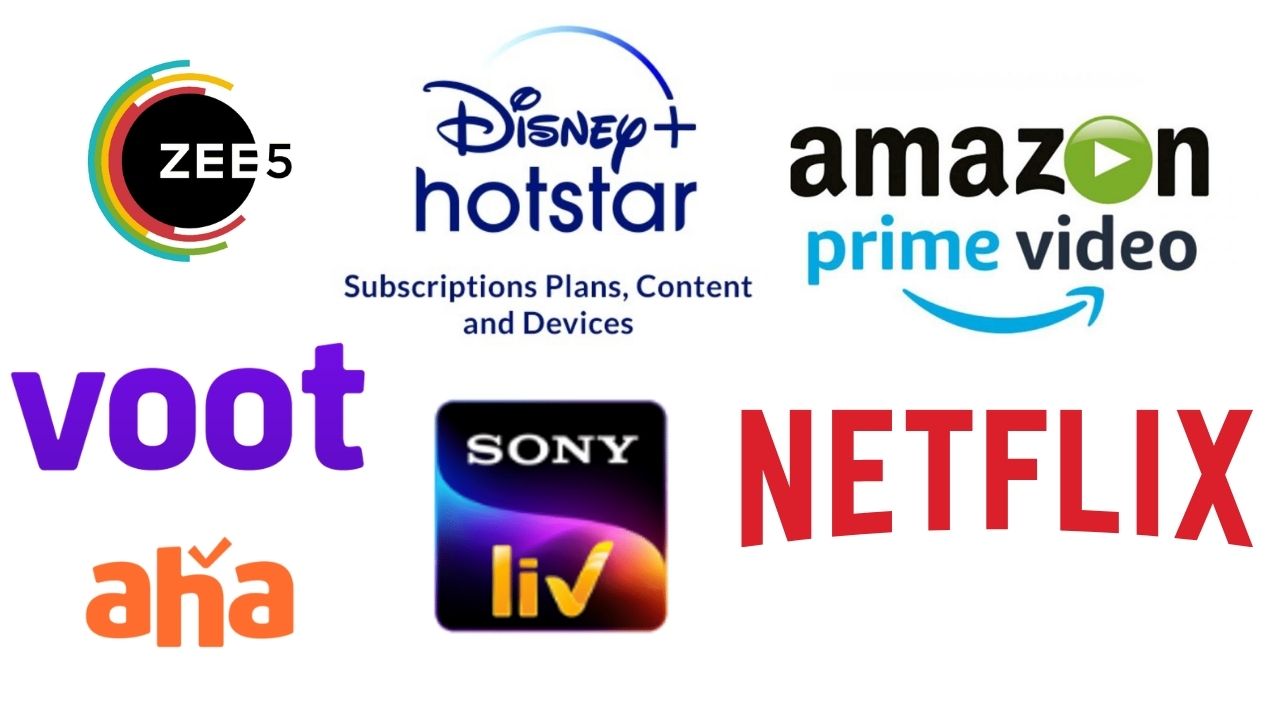 ZEE5
Disney+
hotstar
Subscriptions Plans, Content
and Devices
amazon
prime video
voot
SONY
liv
NETFLIX
aha